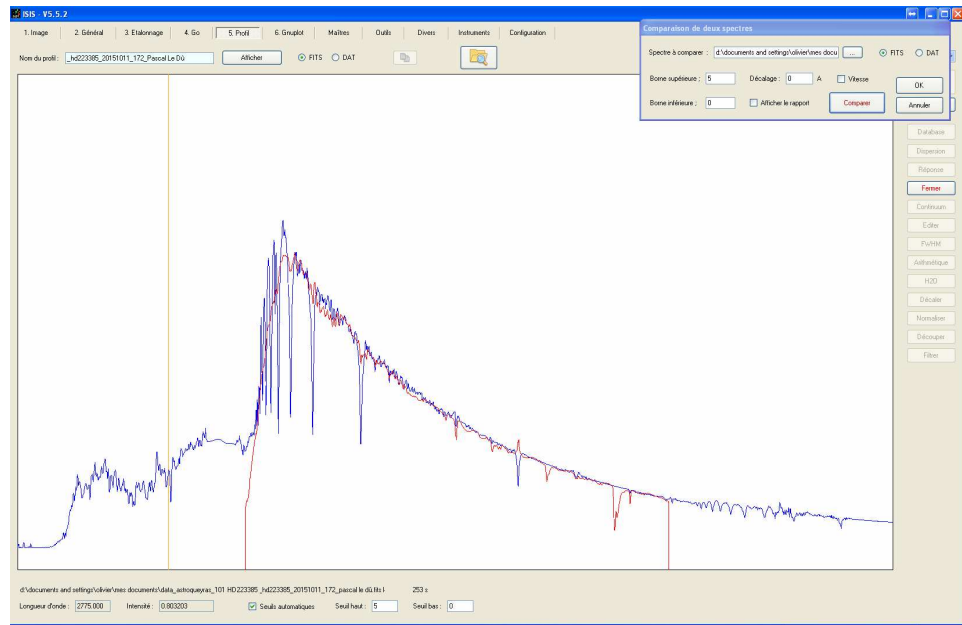 ISIS - V5.5.2
1. Image 2. Général 3. Etalonnage 4. Go 5. Profil 6. Gnuplot Maîtres Outils Divers Instruments Configuration
Comparaison de deux spectres
Nom du profil : _hd223385_20151011_172_Pascal Le Dû Afficher FITS DAT
Spectre à comparer : d:\documents and settings\olivier\mes docu ... FITS DAT
Borne supérieure : 5 Décalage : 0 A Vitesse OK
Borne inférieure : 0 Afficher le rapport Comparer Annuler
Database
Dispersion
Réponse
Fermer
Continuum
Editer
FWHM
Arithmétique
H2O
Décaler
Normaliser
Découper
Filtrer
d:\documents and settings\olivier\mes documents\data_astroqueyras_101 HD223385 _hd223385_20151011_172_pascal le dû.fits 253 s
Longueur d'onde : 2775.000 Intensité : 0.803203 Seuils automatiques Seuil haut : 5 Seuil bas : 0